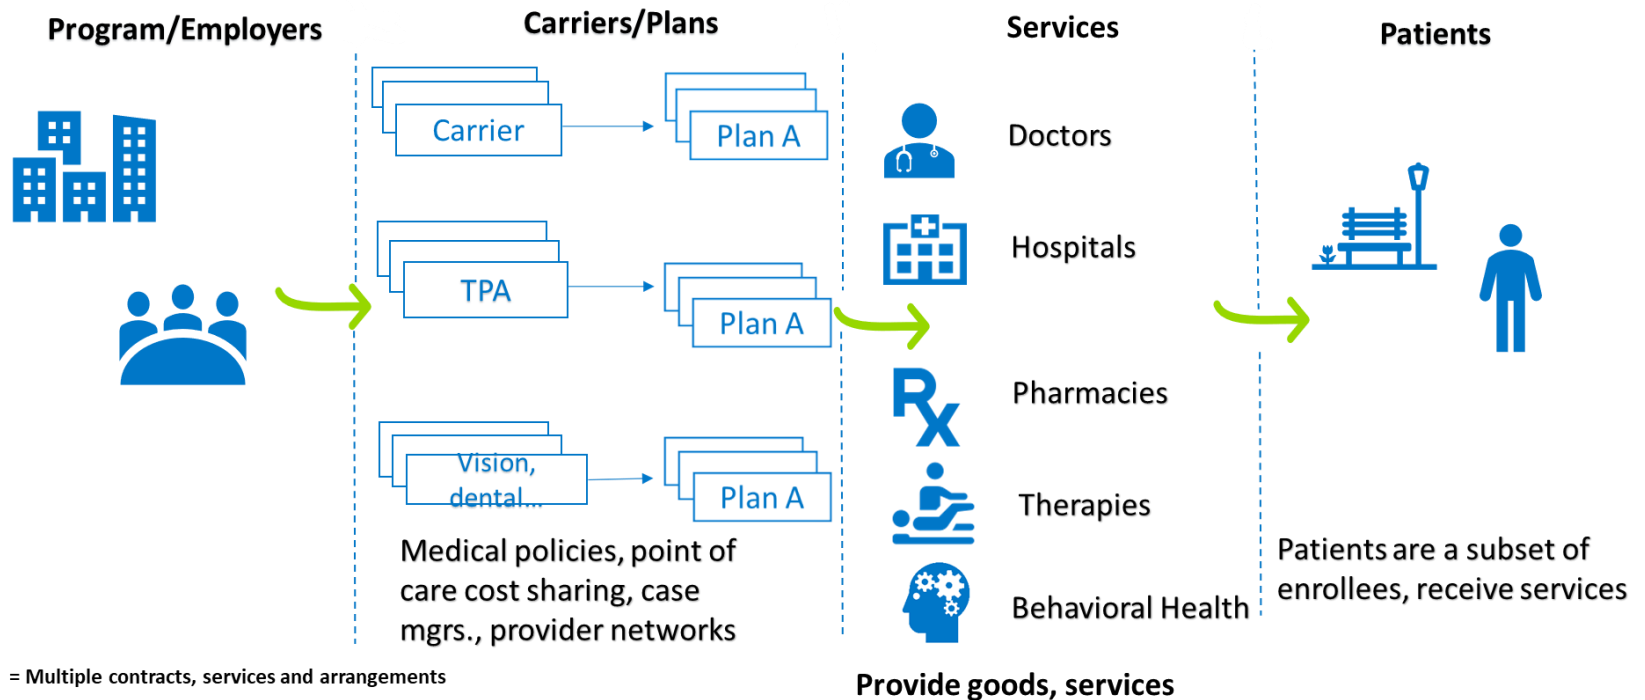 Program/Employers
Carriers/Plans
Services
Patients
Carrier
Plan A
TPA
Plan A
Vision,
dental...
Plan A
Medical policies, point of
care cost sharing, case
mgrs., provider networks
Doctors
Hospitals
Rx
Pharmacies
Therapies
Behavioral Health
Provide goods, services
Patients are a subset of
enrollees, receive services
= Multiple contracts, services and arrangements